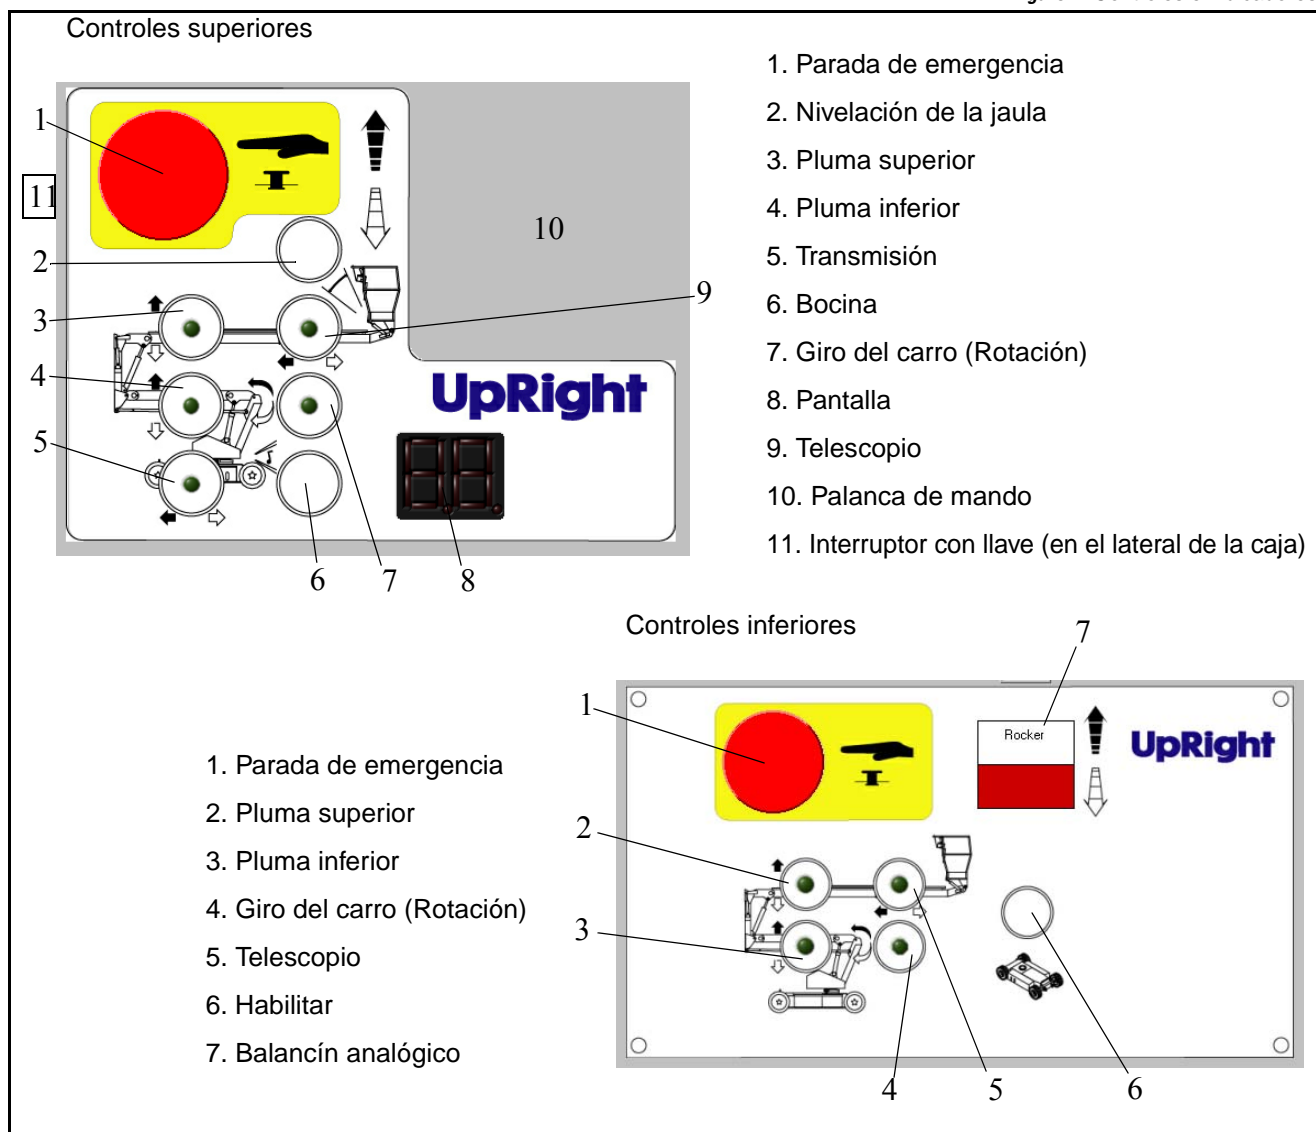 Controles superiores
1
11
2
3
4
5
6
7
8
9
10
UpRight
1. Parada de emergencia
2. Nivelación de la jaula
3. Pluma superior
4. Pluma inferior
5. Transmisión
6. Bocina
7. Giro del carro (Rotación)
8. Pantalla
9. Telescopio
10. Palanca de mando
11. Interruptor con llave (en el lateral de la caja)
Controles inferiores
7
1
Rocker
UpRight
2
3
4
5
6
1. Parada de emergencia
2. Pluma superior
3. Pluma inferior
4. Giro del carro (Rotación)
5. Telescopio
6. Habilitar
7. Balancín analógico